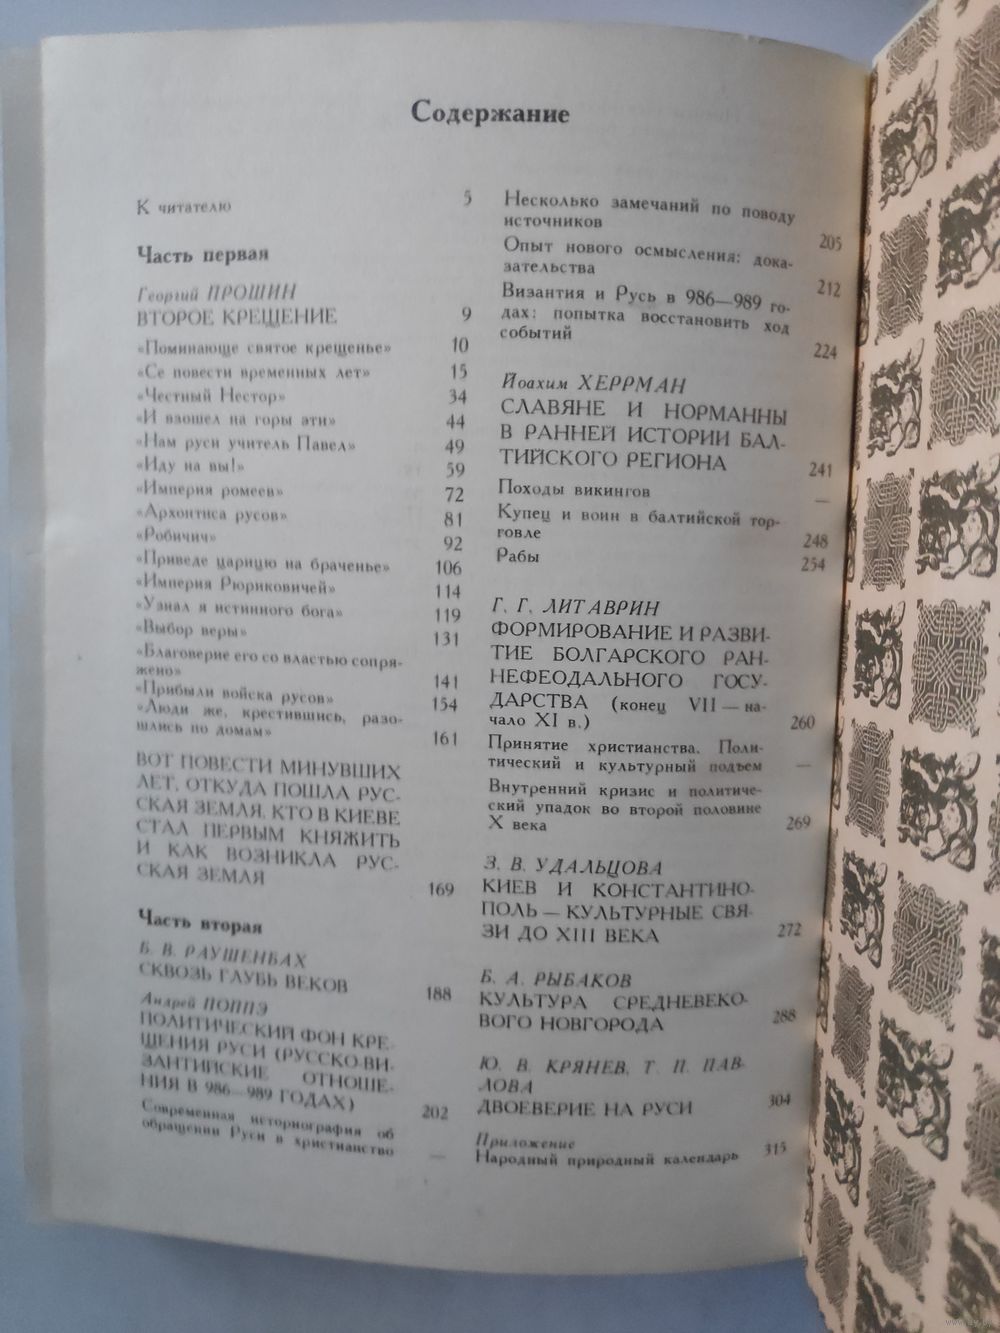 Содержание
К читателю 5
Часть первая
Георгий ПРОШИН
ВТОРОЕ КРЕЩЕНИЕ 9
«Поминающе святое крещенье» 10
«Се повести временных лет» 15
«Честный Нестор» 34
«И взошел на горы эти» 44
«Нам руси учитель Павел» 49
«Иду на вы!» 59
«Империя ромеев» 72
«Архонтиса русов» 81
«Робичич» 92
«Приведе царицю на браченье» 106
«Империя Рюриковичей» 114
«Узнал я истинного бога» 119
«Выбор веры» 131
«Благоверие его со властью сопря-
жено» 141
«Прибыли войска русов» 154
«Люди же, крестившись, разо-
шлись по домам» 161
ВОТ ПОВЕСТИ МИНУВШИХ
ЛЕТ, ОТКУДА ПОШЛА РУС-
СКАЯ ЗЕМЛЯ, КТО В КИЕВЕ
СТАЛ ПЕРВЫМ КНЯЖИТЬ
И КАК ВОЗНИКЛА РУС-
СКАЯ ЗЕМЛЯ 169
Часть вторая
Б. В. РАУШЕНБАХ
СКВОЗЬ ГЛУБЬ ВЕКОВ 188
Андрей ПОППЭ
ПОЛИТИЧЕСКИЙ ФОН КРЕ-
ЩЕНИЯ РУСИ (РУССКО-ВИ-
ЗАНТИЙСКИЕ ОТНОШЕ-
НИЯ В 986—989 ГОДАХ) 202
Современная историография об
обращении Руси в христианство —
Несколько замечаний по поводу
источников 205
Опыт нового осмысления: дока-
зательства 212
Византия и Русь в 986—989 го-
дах: попытка восстановить ход
событий 224
Йоахим ХЕРРМАН
СЛАВЯНЕ И НОРМАННЫ
В РАННЕЙ ИСТОРИИ БАЛ-
ТИЙСКОГО РЕГИОНА 241
Походы викингов —
Купец и воин в балтийской тор-
говле 248
Рабы 254
Г. Г. ЛИТАВРИН
ФОРМИРОВАНИЕ И РАЗВИ-
ТИЕ БОЛГАРСКОГО РАН-
НЕФЕОДАЛЬНОГО ГОСУ-
ДАРСТВА (конец VII — на-
чало XI в.) 260
Принятие христианства. Поли-
тический и культурный подъем —
Внутренний кризис и политиче-
ский упадок во второй половине
X века 269
З. В. УДАЛЬЦОВА
КИЕВ И КОНСТАНТИНО-
ПОЛЬ — КУЛЬТУРНЫЕ СВЯ-
ЗИ ДО XIII ВЕКА 272
Б. А. РЫБАКОВ
КУЛЬТУРА СРЕДНЕВЕКО-
ВОГО НОВГОРОДА 288
Ю. В. КРЯНЕВ, Т. П. ПАВ-
ЛОВА
ДВОЕВЕРИЕ НА РУСИ 304
Приложение
Народный природный календарь 315
www.ay.by